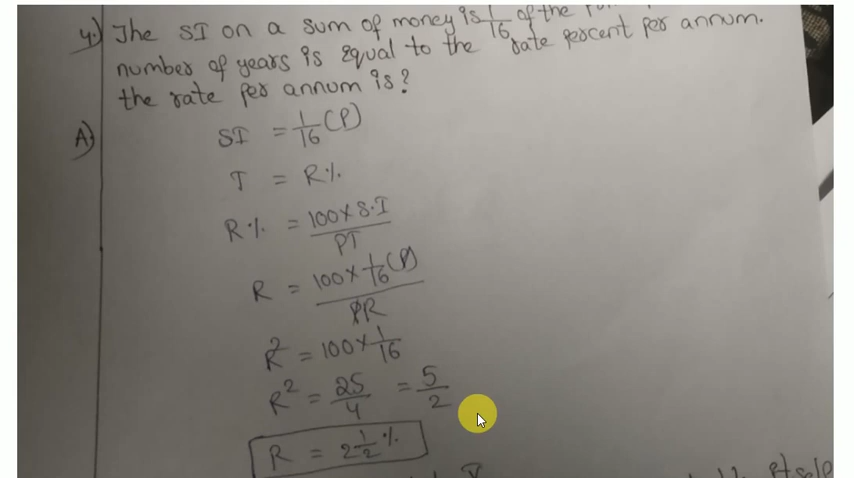 4.) The SI on a sum of money is 1/16 of the
number of years is equal to the rate percent per annum.
the rate per annum is?
A) SI = 1/16 (P)
T = R%
R% = 100 × S.I / PT
R = 100 × 1/16 (P) / PR
R² = 100 × 1/16
R² = 25/4 = 5/2
R = 2 1/2 %